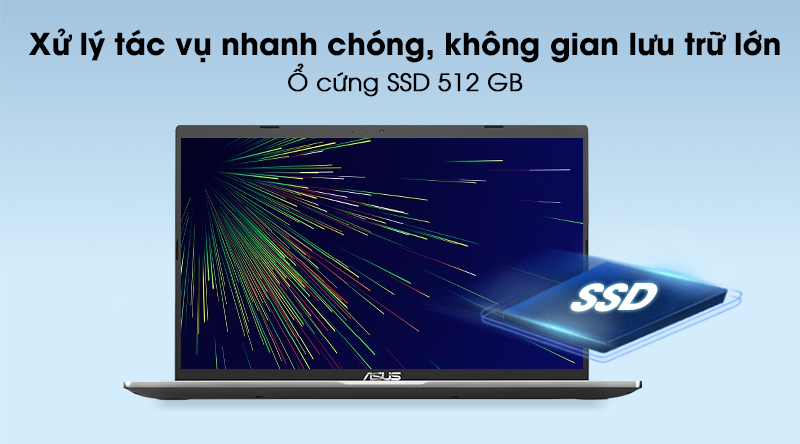 Xử lý tác vụ nhanh chóng, không gian lưu trữ lớn
Ổ cứng SSD 512 GB
SSD
ASUS